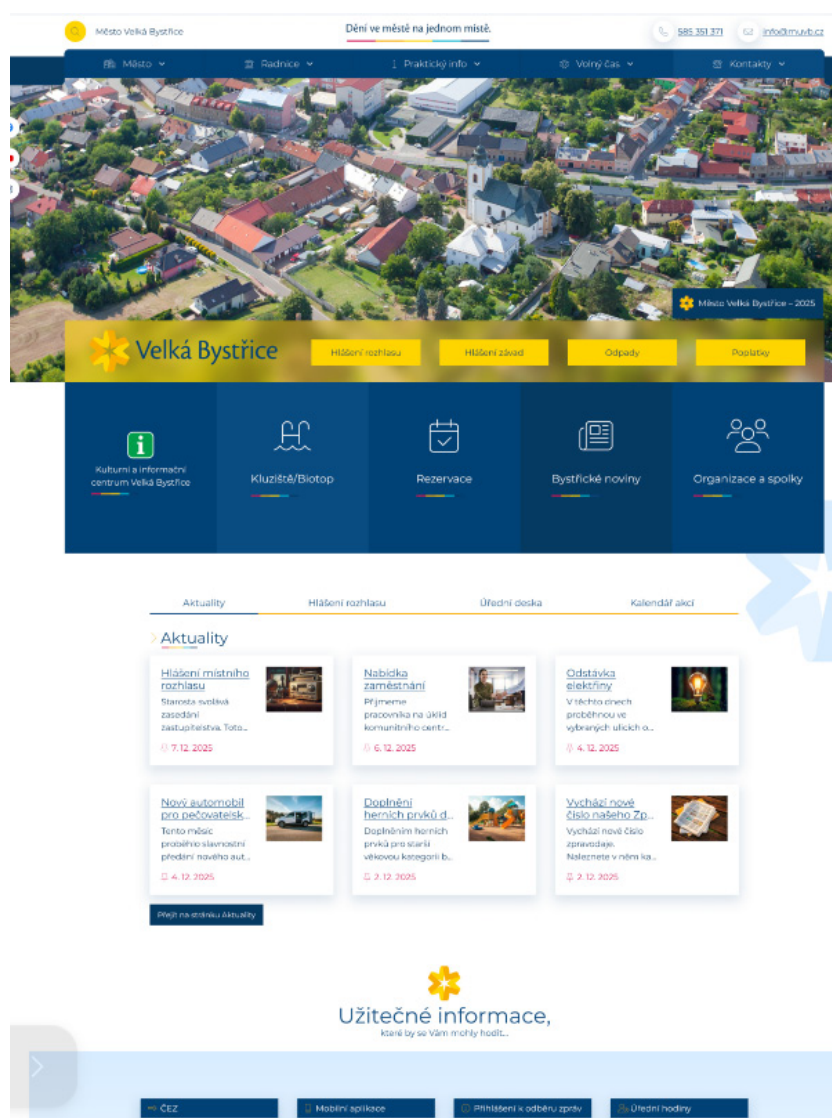 Město Velká Bystřice
Dění ve městě na jednom místě.
585 351 371
info@muvb.cz
Město
Radnice
Praktický info
Volný čas
Kontakty
Město Velká Bystřice – 2025
Velká Bystřice
Hlášení rozhlasu
Hlášení závad
Odpady
Poplatky
Kulturní a informační
centrum Velká Bystřice
Kluziště/Biotop
Rezervace
Bystřické noviny
Organizace a spolky
Aktuality
Hlášení rozhlasu
Úřední deska
Kalendář akcí
Aktuality
Hlášení místního
rozhlasu
Starosta svolává
zasedání
zastupitelstva. Toto...
7. 12. 2025
Nabídka
zaměstnání
Přijmeme
pracovníka na úklid
komunitního centr...
6. 12. 2025
Odstávka
elektřiny
V těchto dnech
proběhnou ve
vybraných ulicích o...
4. 12. 2025
Nový automobil
pro pečovatelsk...
Tento měsíc
proběhlo slavnostní
předání nového aut...
4. 12. 2025
Doplnění
herních prvků d...
Doplněním herních
prvků pro starší
věkovou kategorii b...
2. 12. 2025
Vychází nové
číslo našeho Zp...
Vychází nové číslo
zpravodaje.
Naleznete v něm ka...
2. 12. 2025
Přejít na stránku Aktuality
Užitečné informace,
které by se Vám mohly hodit...
ČEZ
Mobilní aplikace
Přihlášení k odběru zpráv
Úřední hodiny